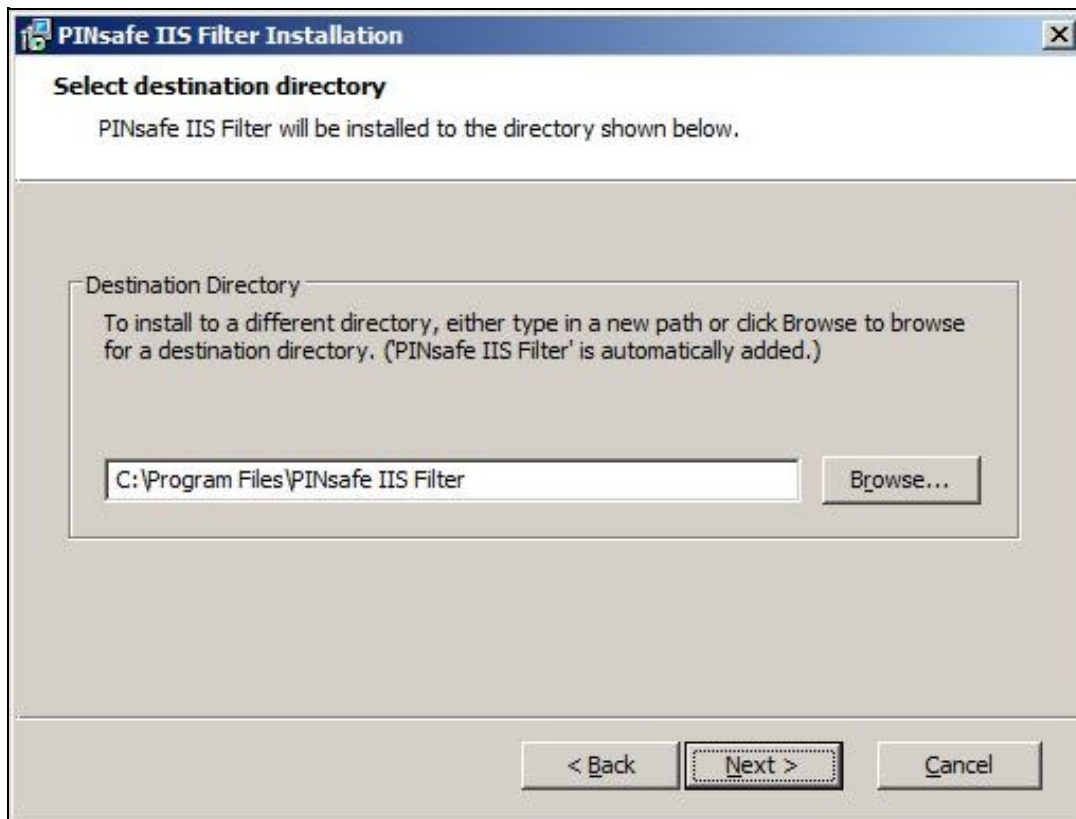 PINsafe IIS Filter Installation
Select destination directory
PINsafe IIS Filter will be installed to the directory shown below.
Destination Directory
To install to a different directory, either type in a new path or click Browse to browse
for a destination directory. ('PINsafe IIS Filter' is automatically added.)
C:\Program Files\PINsafe IIS Filter
Browse...
< Back
Next >
Cancel